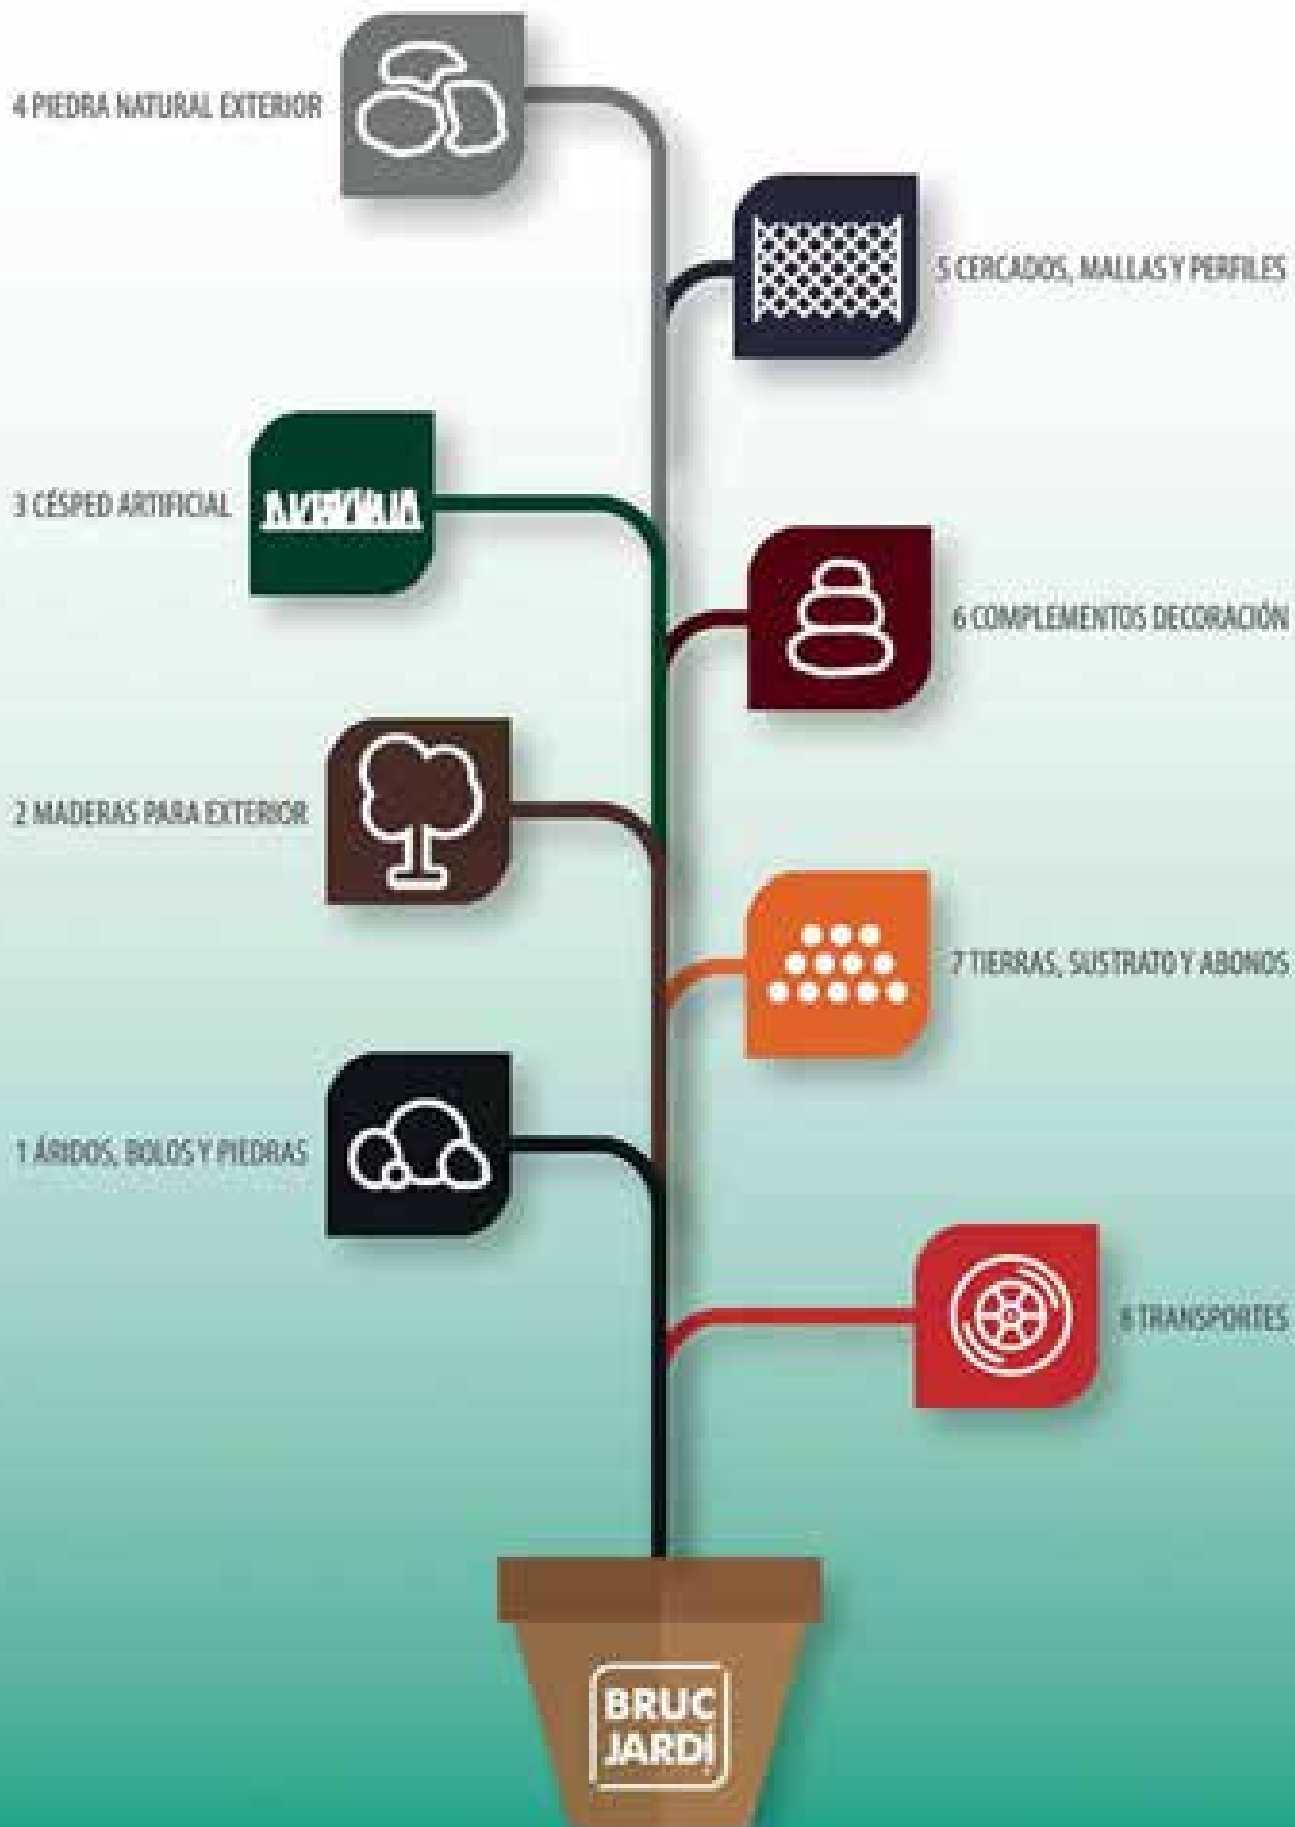 4 PIEDRA NATURAL EXTERIOR
5 CERCADOS, MALLAS Y PERFILES
3 CÉSPED ARTIFICIAL
6 COMPLEMENTOS DECORACIÓN
2 MADERAS PARA EXTERIOR
7 TIERRAS, SUSTRATO Y ABONOS
1 ÁRIDOS, BOLOS Y PIEDRAS
8 TRANSPORTES
BRUC
JARDÍ